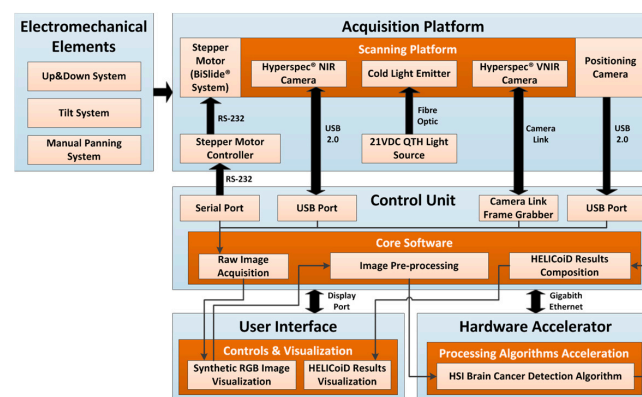 Electromechanical
Elements
Up&Down System
Tilt System
Manual Panning
System
Acquisition Platform
Stepper
Motor
(BiSlide®
System)
Scanning Platform
Hyperspec® NIR
Camera
Cold Light Emitter
Hyperspec® VNIR
Camera
Positioning
Camera
RS-232
USB
2.0
Fibre
Optic
Camera
Link
USB
2.0
Stepper Motor
Controller
21VDC QTH Light
Source
RS-232
Control Unit
Serial Port
USB Port
Camera Link
Frame Grabber
USB Port
Core Software
Raw Image
Acquisition
Image Pre-processing
HELICoiD Results
Composition
Display
Port
Gigabith
Ethernet
User Interface
Controls & Visualization
Synthetic RGB Image
Visualization
HELICoiD Results
Visualization
Hardware Accelerator
Processing Algorithms Acceleration
HSI Brain Cancer Detection Algorithm